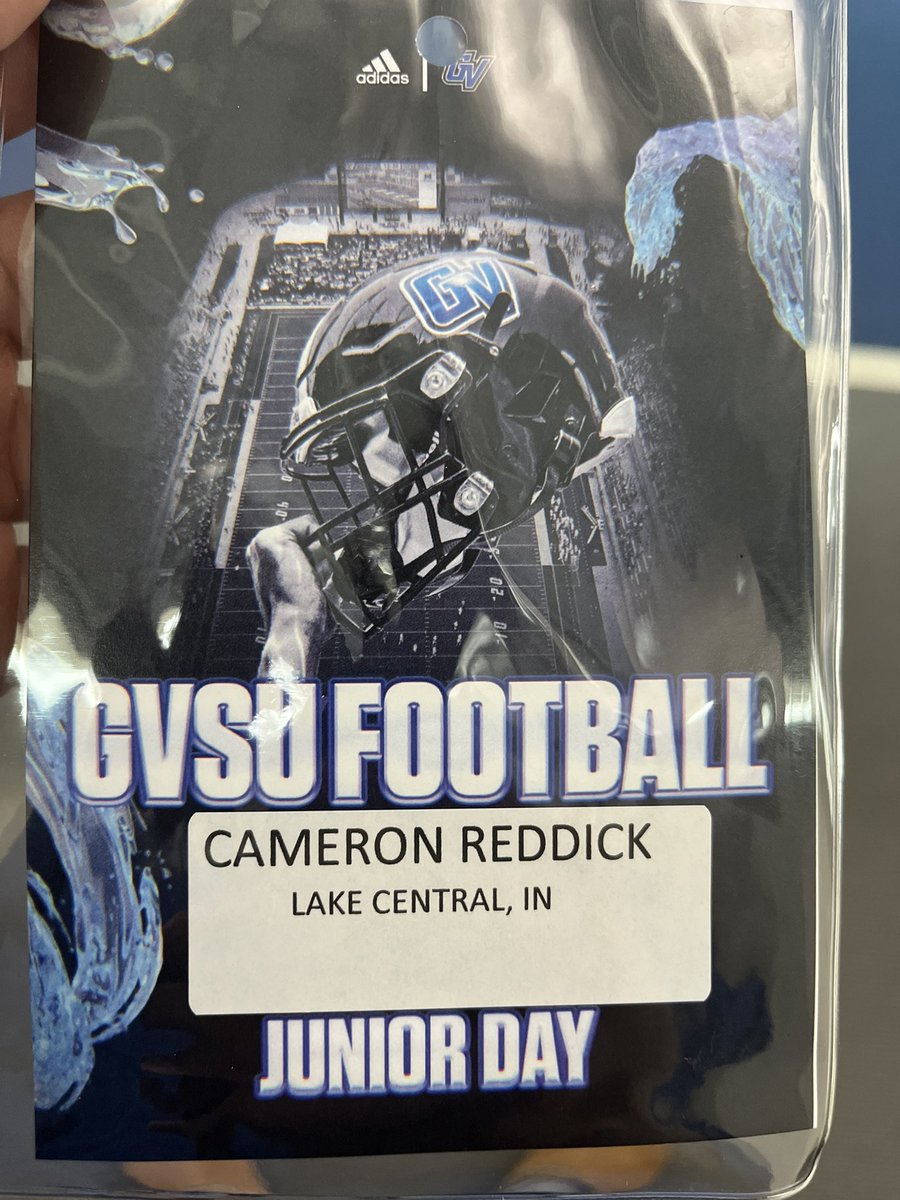 adidas GV
GV
GVSU FOOTBALL
CAMERON REDDICK
LAKE CENTRAL, IN
JUNIOR DAY